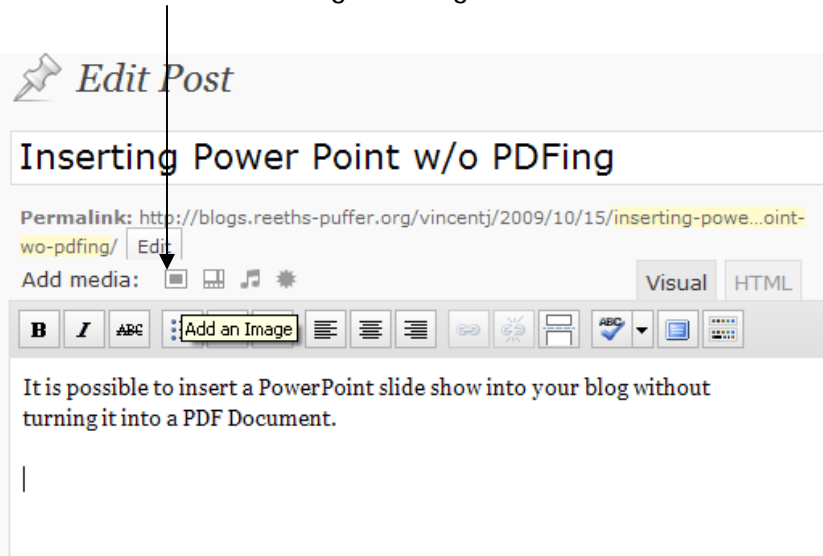 Edit Post
Inserting Power Point w/o PDFing
Permalink: http://blogs.reeths-puffer.org/vincentj/2009/10/15/inserting-powe...oint-
wo-pdfing/ Edit
Add media: Visual HTML
B I ABC Add an Image ABC
It is possible to insert a PowerPoint slide show into your blog without
turning it into a PDF Document.